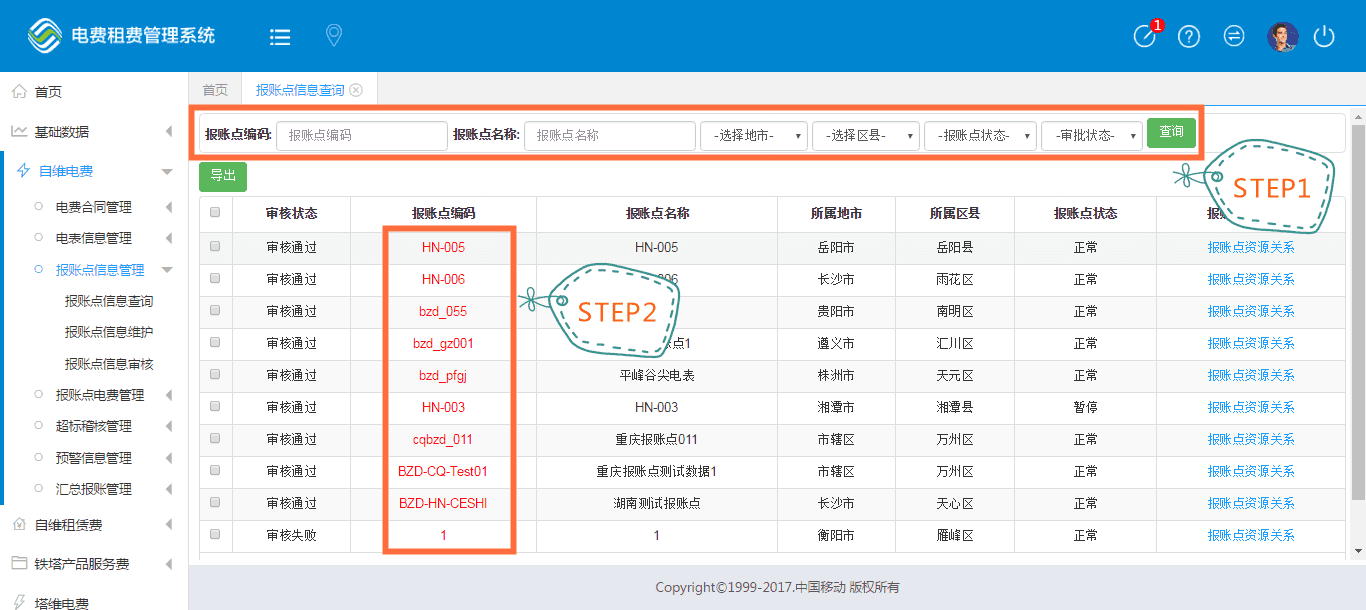 电费租费管理系统
1
首页
基础数据
自维电费
电费合同管理
电表信息管理
报账点信息管理
报账点信息查询
报账点信息维护
报账点信息审核
报账点电费管理
超标稽核管理
预警信息管理
汇总报账管理
自维租赁费
铁塔产品服务费
塔维电费
首页 报账点信息查询
报账点编码: 报账点编码 报账点名称: 报账点名称 -选择地市- -选择区县- -报账点状态- -审批状态- 查询
STEP1
导出
审核状态 报账点编码 报账点名称 所属地市 所属区县 报账点状态
审核通过 HN-005 HN-005 岳阳市 岳阳县 正常 报账点资源关系
审核通过 HN-006 长沙市 雨花区 正常 报账点资源关系
审核通过 bzd_055 贵阳市 南明区 正常 报账点资源关系
STEP2
审核通过 bzd_gz001 点1 遵义市 汇川区 正常 报账点资源关系
审核通过 bzd_pfgj 平峰谷尖电表 株洲市 天元区 正常 报账点资源关系
审核通过 HN-003 HN-003 湘潭市 湘潭县 暂停 报账点资源关系
审核通过 cqbzd_011 重庆报账点011 市辖区 万州区 正常 报账点资源关系
审核通过 BZD-CQ-Test01 重庆报账点测试数据1 市辖区 万州区 正常 报账点资源关系
审核通过 BZD-HN-CESHI 湖南测试报账点 长沙市 天心区 正常 报账点资源关系
审核失败 1 1 衡阳市 雁峰区 正常 报账点资源关系
Copyright©1999-2017.中国移动 版权所有